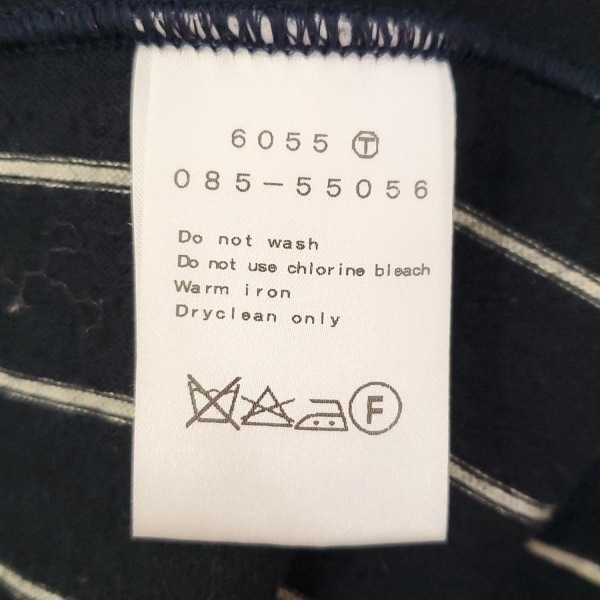 6055 Ⓣ
085-55056
Do not wash
Do not use chlorine bleach
Warm iron
Dryclean only
F